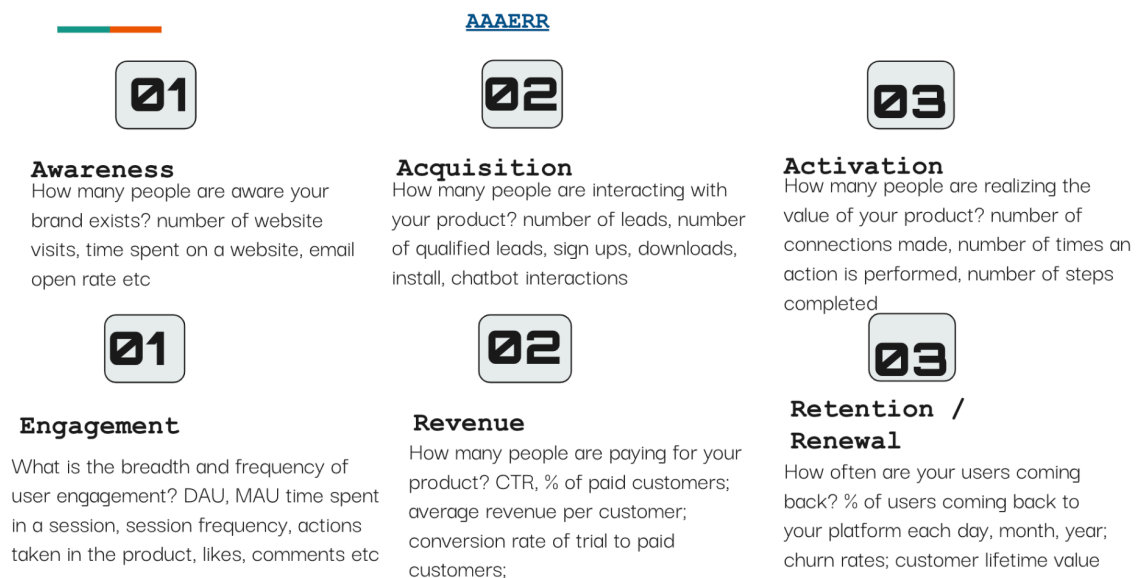 AAAERR
01
Awareness
How many people are aware your
brand exists? number of website
visits, time spent on a website, email
open rate etc
02
Acquisition
How many people are interacting with
your product? number of leads, number
of qualified leads, sign ups, downloads,
install, chatbot interactions
03
Activation
How many people are realizing the
value of your product? number of
connections made, number of times an
action is performed, number of steps
completed
01
Engagement
What is the breadth and frequency of
user engagement? DAU, MAU time spent
in a session, session frequency, actions
taken in the product, likes, comments etc
02
Revenue
How many people are paying for your
product? CTR, % of paid customers;
average revenue per customer;
conversion rate of trial to paid
customers;
03
Retention /
Renewal
How often are your users coming
back? % of users coming back to
your platform each day, month, year;
churn rates; customer lifetime value